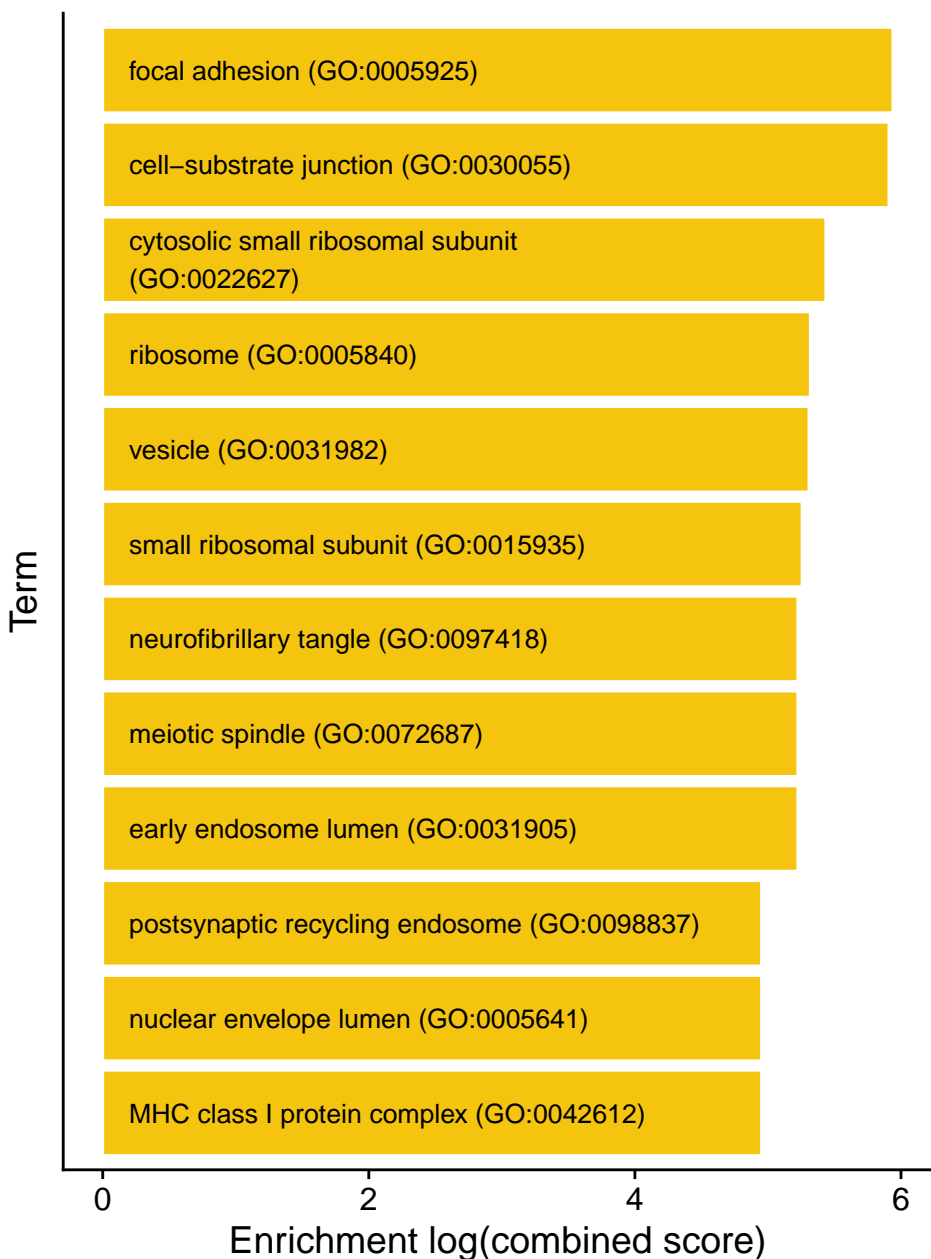 focal adhesion (GO:0005925)
cell−substrate junction (GO:0030055)
cytosolic small ribosomal subunit
(GO:0022627)
ribosome (GO:0005840)
vesicle (GO:0031982)
small ribosomal subunit (GO:0015935)
neurofibrillary tangle (GO:0097418)
meiotic spindle (GO:0072687)
early endosome lumen (GO:0031905)
postsynaptic recycling endosome (GO:0098837)
nuclear envelope lumen (GO:0005641)
MHC class I protein complex (GO:0042612)
Term
0 2 4 6
Enrichment log(combined score)